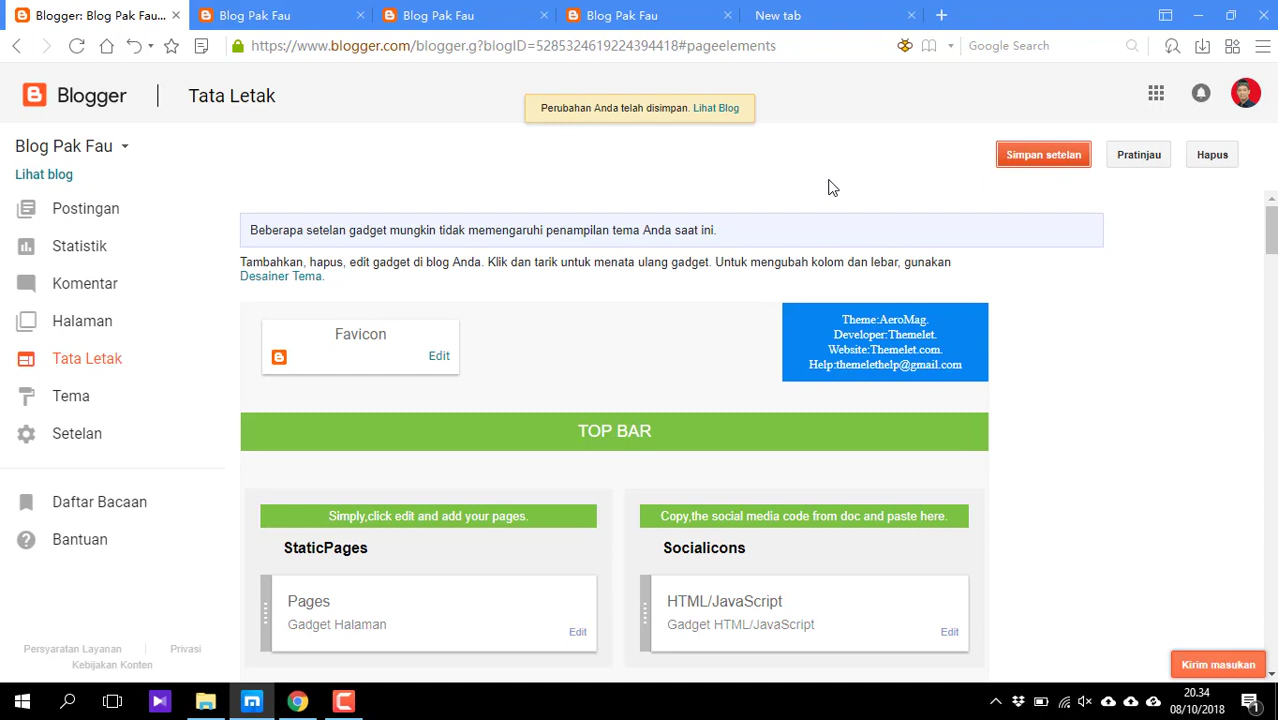 Blogger: Blog Pak Fau...
Blog Pak Fau
Blog Pak Fau
Blog Pak Fau
New tab
https://www.blogger.com/blogger.g?blogID=5285324619224394418#pageelements
Google Search
Blogger
Tata Letak
Perubahan Anda telah disimpan. Lihat Blog
Blog Pak Fau
Simpan setelan
Pratinjau
Hapus
Lihat blog
Postingan
Statistik
Komentar
Halaman
Tata Letak
Tema
Setelan
Daftar Bacaan
Bantuan
Persyaratan Layanan
Privasi
Kebijakan Konten
Beberapa setelan gadget mungkin tidak memengaruhi penampilan tema Anda saat ini.
Tambahkan, hapus, edit gadget di blog Anda. Klik dan tarik untuk menata ulang gadget. Untuk mengubah kolom dan lebar, gunakan
Desainer Tema.
Favicon
Edit
Theme:AeroMag.
Developer:Themelet.
Website:Themelet.com.
Help:themelethelp@gmail.com
TOP BAR
Simply,click edit and add your pages.
StaticPages
Pages
Gadget Halaman
Edit
Copy,the social media code from doc and paste here.
Socialicons
HTML/JavaScript
Gadget HTML/JavaScript
Edit
Kirim masukan
20.34
08/10/2018
1